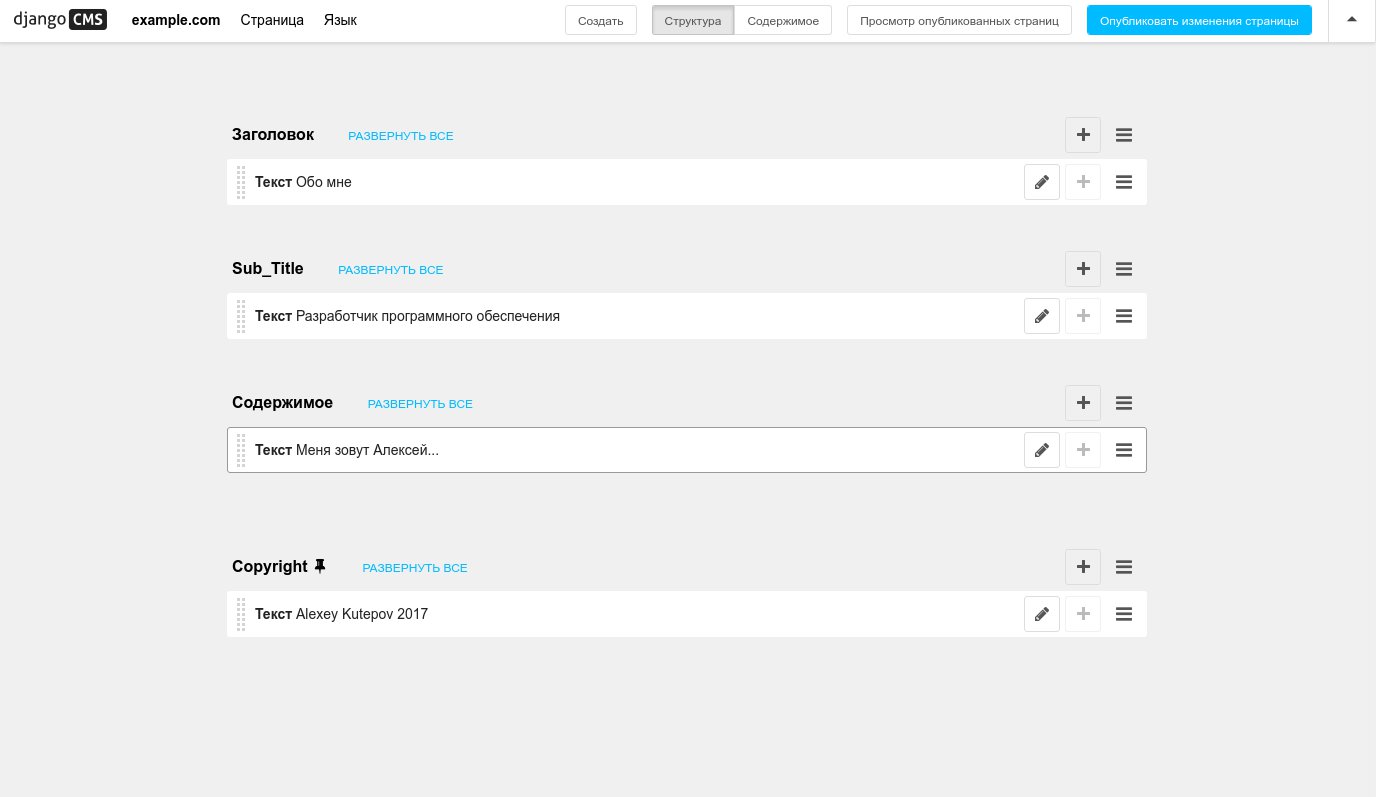 django CMS example.com Страница Язык Создать Структура Содержимое Просмотр опубликованных страниц Опубликовать изменения страницы
Заголовок РАЗВЕРНУТЬ ВСЕ
Текст Обо мне
Sub_Title РАЗВЕРНУТЬ ВСЕ
Текст Разработчик программного обеспечения
Содержимое РАЗВЕРНУТЬ ВСЕ
Текст Меня зовут Алексей...
Copyright РАЗВЕРНУТЬ ВСЕ
Текст Alexey Kutepov 2017